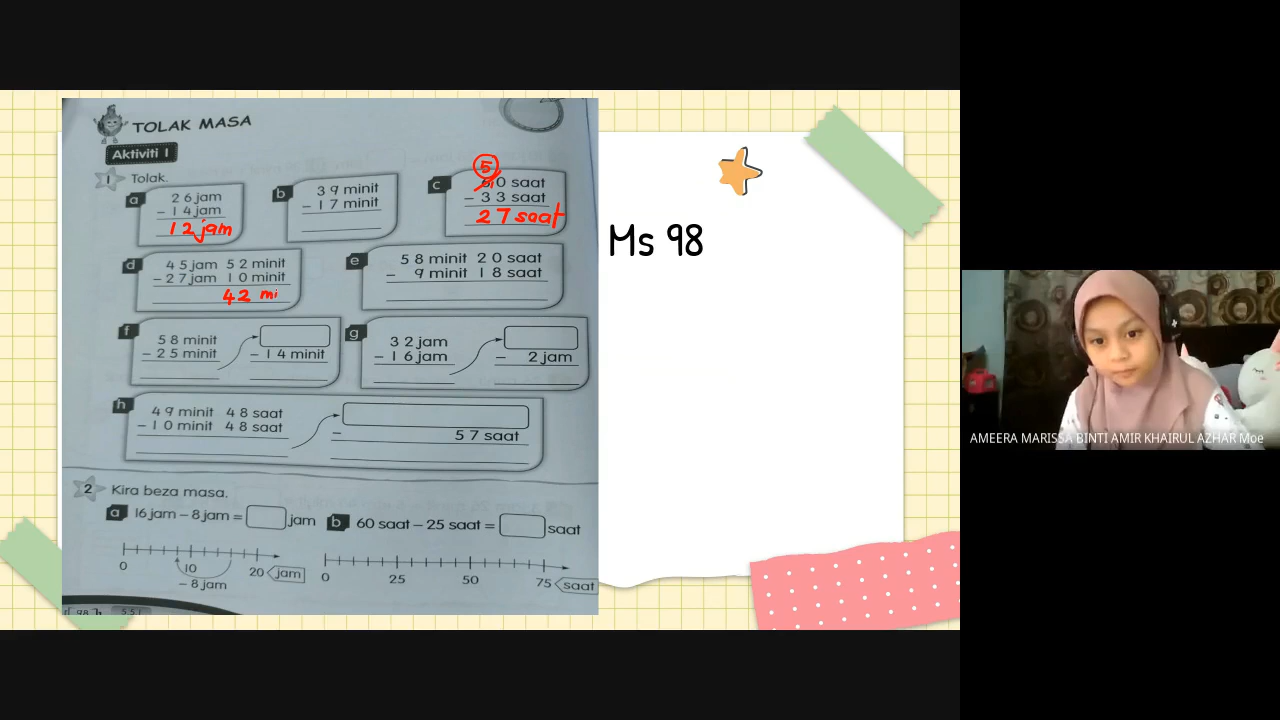 TOLAK MASA
Aktiviti 1
1 Tolak.
a
26 jam
- 14 jam
12 jam
b
39 minit
- 17 minit
c
5
60 saat
- 33 saat
27 saat
d
45 jam 52 minit
- 27 jam 10 minit
42 mi
e
58 minit 20 saat
- 9 minit 18 saat
f
58 minit
- 25 minit
- 14 minit
g
32 jam
- 16 jam
- 2 jam
h
49 minit 48 saat
- 10 minit 48 saat
- 57 saat
2 Kira beza masa.
a 16 jam – 8 jam = jam
0 10 20 jam
– 8 jam
b 60 saat – 25 saat = saat
0 25 50 75 saat
Ms 98
AMEERA MARISSA BINTI AMIR KHAIRUL AZHAR Moe